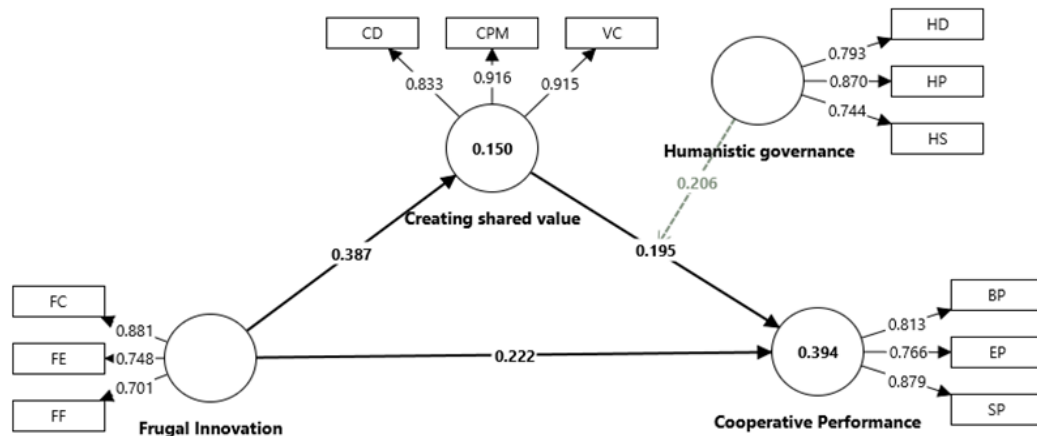 CD
CPM
VC
HD
HP
HS
0.833
0.916
0.915
0.793
0.870
0.744
0.150
Humanistic governance
0.206
Creating shared value
0.387
0.195
FC
FE
FF
0.881
0.748
0.701
0.222
0.394
BP
EP
SP
0.813
0.766
0.879
Frugal Innovation
Cooperative Performance